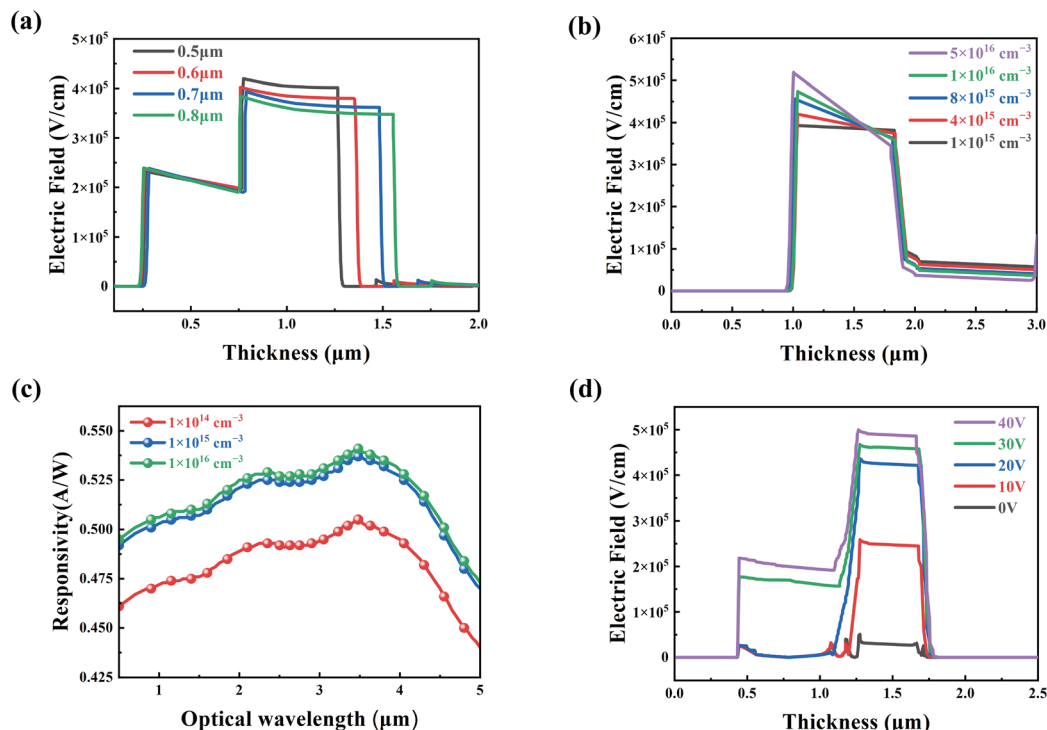 (a)
Electric Field (V/cm)
5×10⁵
4×10⁵
3×10⁵
2×10⁵
1×10⁵
0
0.5μm
0.6μm
0.7μm
0.8μm
0.5
1.0
1.5
2.0
Thickness (μm)
(b)
Electric Field (V/cm)
6×10⁵
5×10⁵
4×10⁵
3×10⁵
2×10⁵
1×10⁵
0
5×10¹⁶ cm⁻³
1×10¹⁶ cm⁻³
8×10¹⁵ cm⁻³
4×10¹⁵ cm⁻³
1×10¹⁵ cm⁻³
0.0
0.5
1.0
1.5
2.0
2.5
3.0
Thickness (μm)
(c)
Responsivity(A/W)
0.550
0.525
0.500
0.475
0.450
0.425
1×10¹⁴ cm⁻³
1×10¹⁵ cm⁻³
1×10¹⁶ cm⁻³
1
2
3
4
5
Optical wavelength (μm)
(d)
Electric Field (V/cm)
5×10⁵
4×10⁵
3×10⁵
2×10⁵
1×10⁵
0
40V
30V
20V
10V
0V
0.0
0.5
1.0
1.5
2.0
2.5
Thickness (μm)